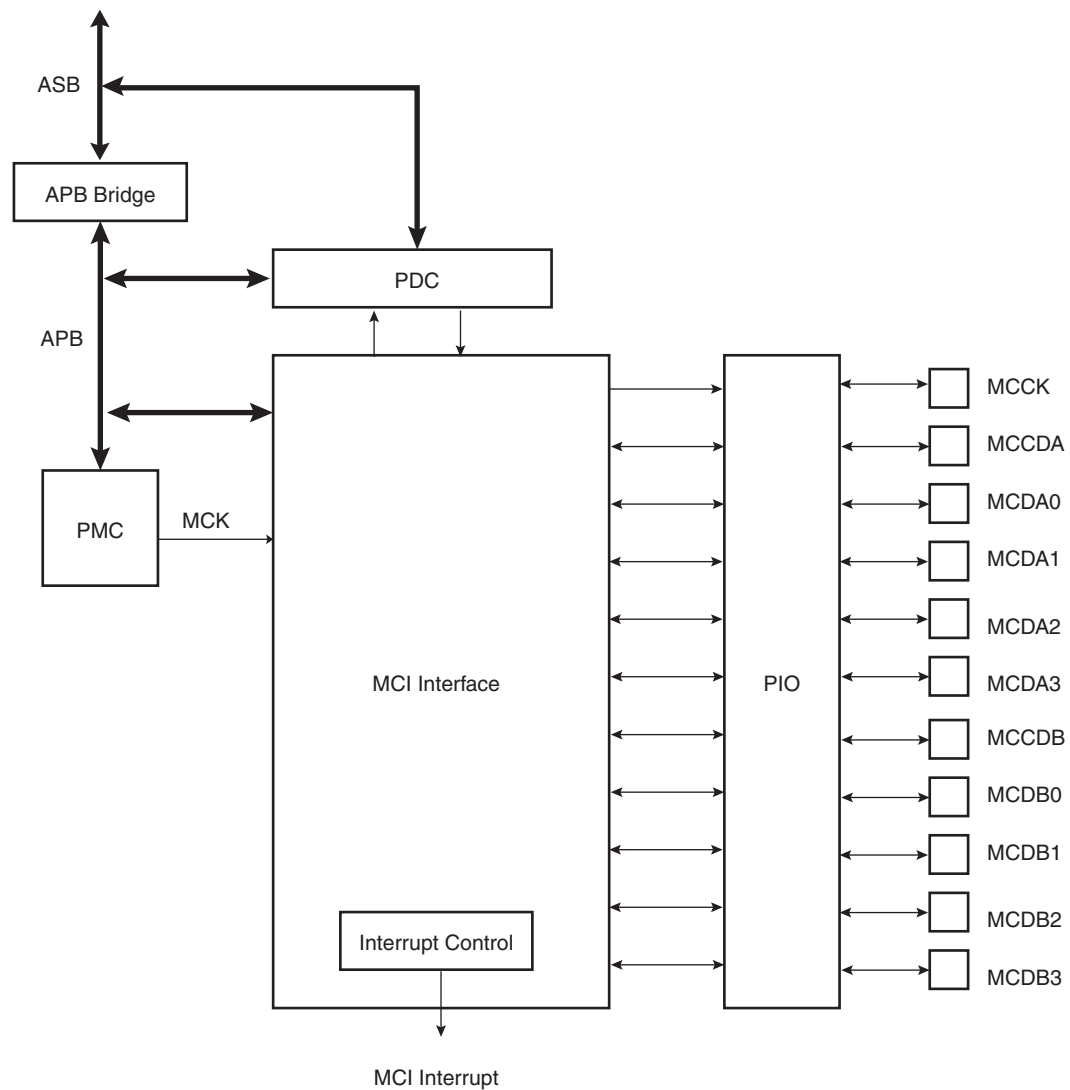 ASB
APB Bridge
PDC
APB
MCCK
MCCDA
MCDA0
PMC
MCK
MCDA1
MCDA2
MCI Interface
PIO
MCDA3
MCCDB
MCDB0
MCDB1
MCDB2
Interrupt Control
MCDB3
MCI Interrupt